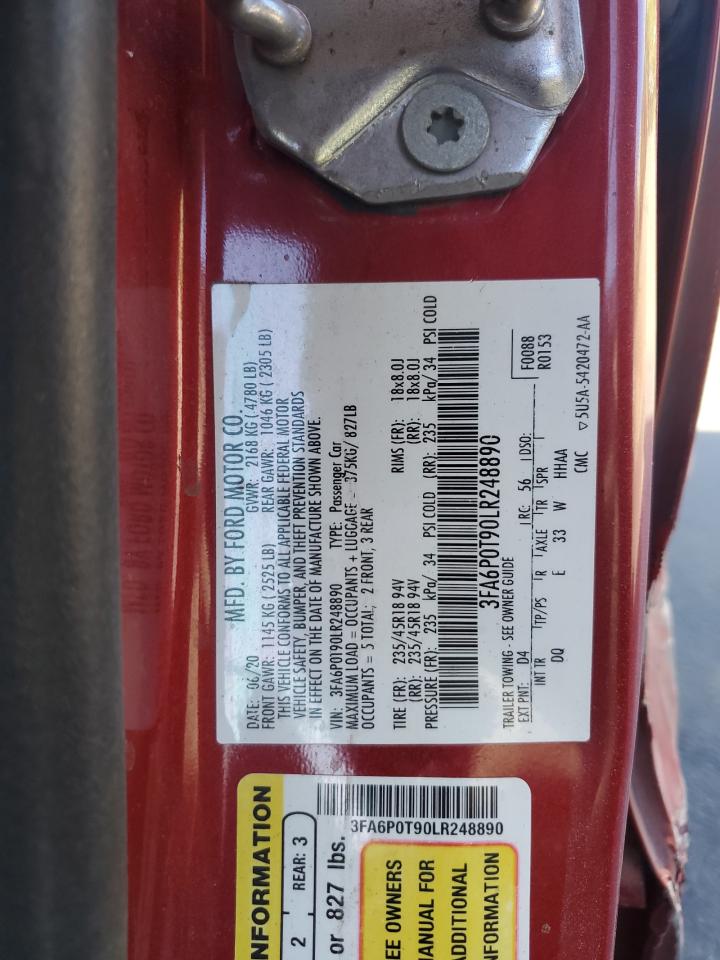 MFD. BY FORD MOTOR CO.
DATE: 06/20 GVWR: 2168 KG (4780 LB)
FRONT GAWR: 1145 KG (2525 LB) REAR GAWR: 1046 KG (2305 LB)
THIS VEHICLE CONFORMS TO ALL APPLICABLE FEDERAL MOTOR
VEHICLE SAFETY, BUMPER, AND THEFT PREVENTION STANDARDS
IN EFFECT ON THE DATE OF MANUFACTURE SHOWN ABOVE.
VIN: 3FA6P0T90LR248890 TYPE: Passenger Car
MAXIMUM LOAD = OCCUPANTS + LUGGAGE = 375KG/ 827LB
OCCUPANTS = 5 TOTAL; 2 FRONT, 3 REAR
TIRE (FR): 235/45R18 94V RIMS (FR): 18x8.0J
(RR): 235/45R18 94V (RR): 18x8.0J
PRESSURE (FR): 235 kPa/ 34 PSI COLD (RR): 235 kPa/ 34 PSI COLD
3FA6P0T90LR248890
TRAILER TOWING - SEE OWNER GUIDE
EXT PNT: D4 RC: 56 DSO: F0088
R0153
INT TR TP/PS R AXLE TR SPR
DQ E 33 W HHAA
CMC ▽5U5A-5420472-AA
3FA6P0T90LR248890
NFORMATION
2 REAR: 3
or 827 lbs.
EE OWNERS
MANUAL FOR
ADDITIONAL
NFORMATION